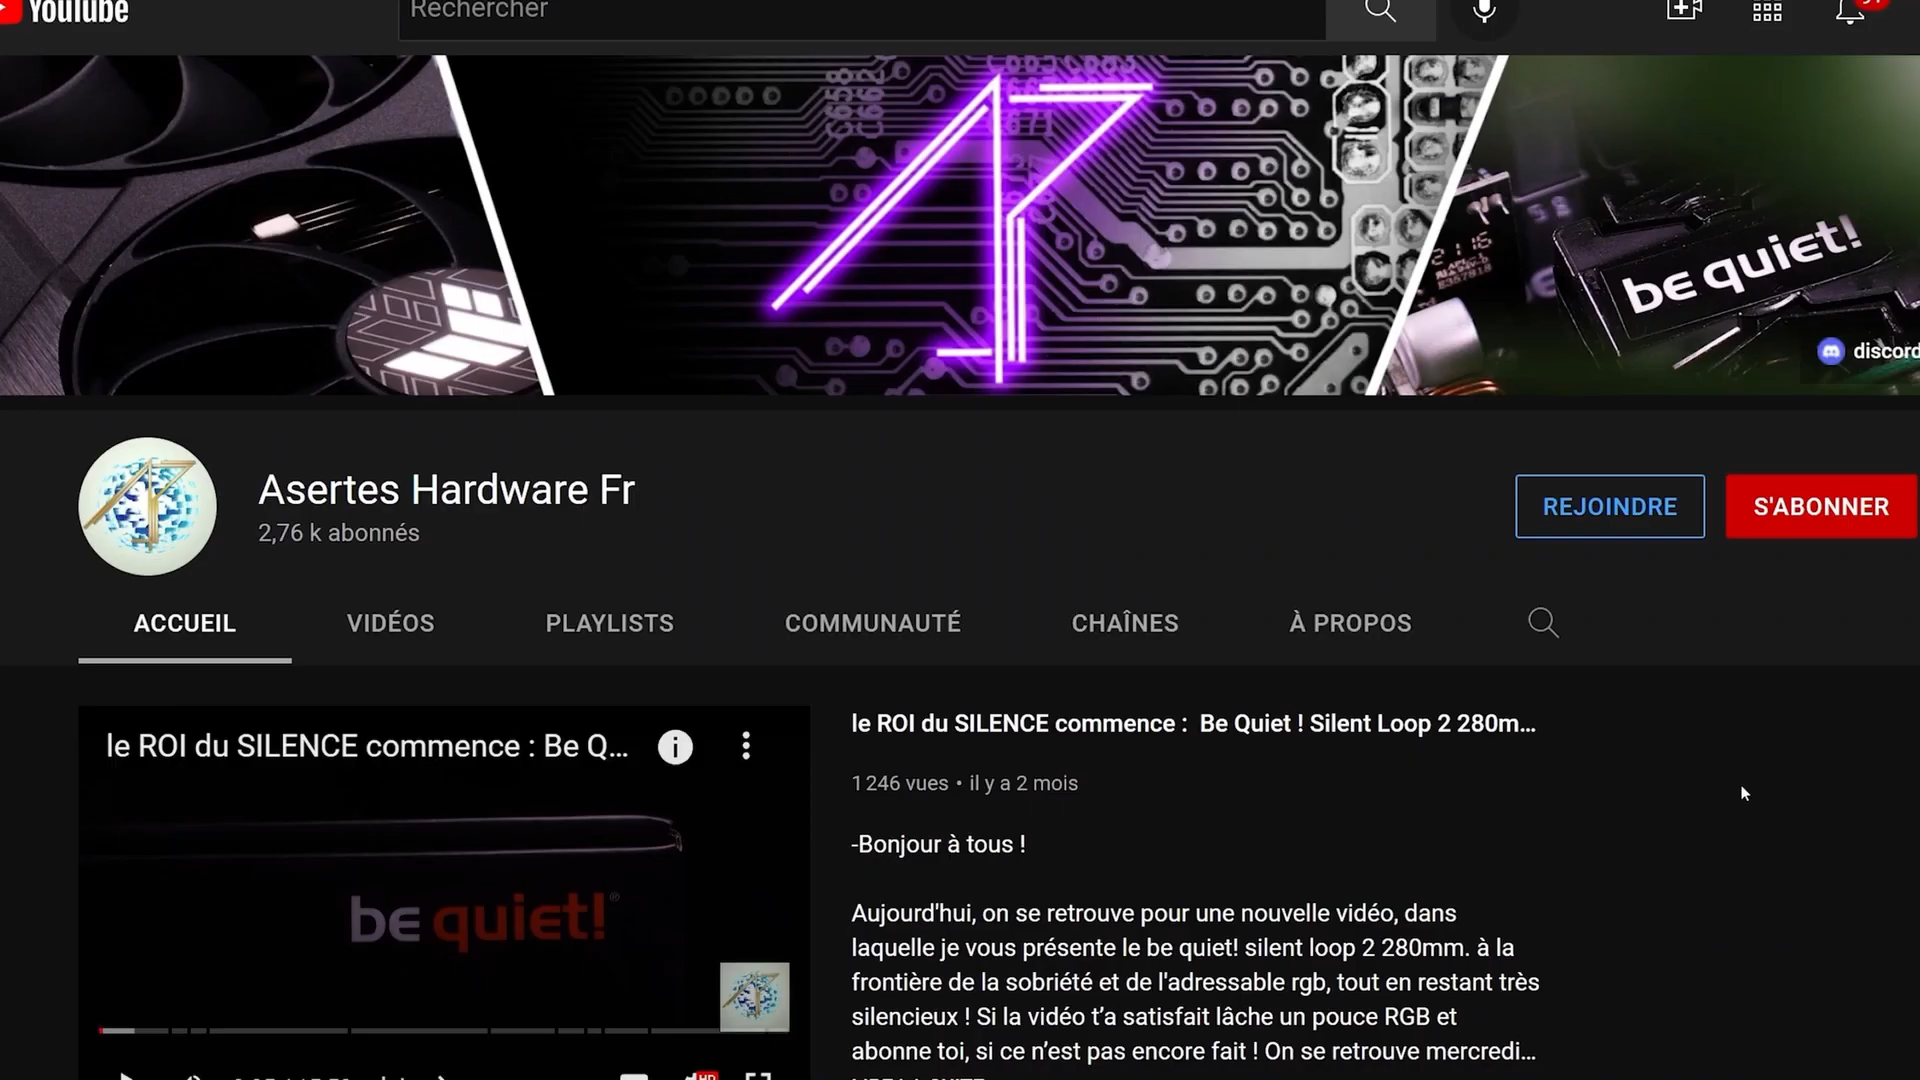 YouTube
Rechercher
be quiet!
discord
Asertes Hardware Fr
2,76 k abonnés
REJOINDRE
S'ABONNER
ACCUEIL
VIDÉOS
PLAYLISTS
COMMUNAUTÉ
CHAÎNES
À PROPOS
le ROI du SILENCE commence : Be Q...
be quiet!
le ROI du SILENCE commence : Be Quiet ! Silent Loop 2 280m...
1 246 vues • il y a 2 mois
-Bonjour à tous !
Aujourd'hui, on se retrouve pour une nouvelle vidéo, dans
laquelle je vous présente le be quiet! silent loop 2 280mm. à la
frontière de la sobriété et de l'adressable rgb, tout en restant très
silencieux ! Si la vidéo t'a satisfait lâche un pouce RGB et
abonne toi, si ce n'est pas encore fait ! On se retrouve mercredi...
HD